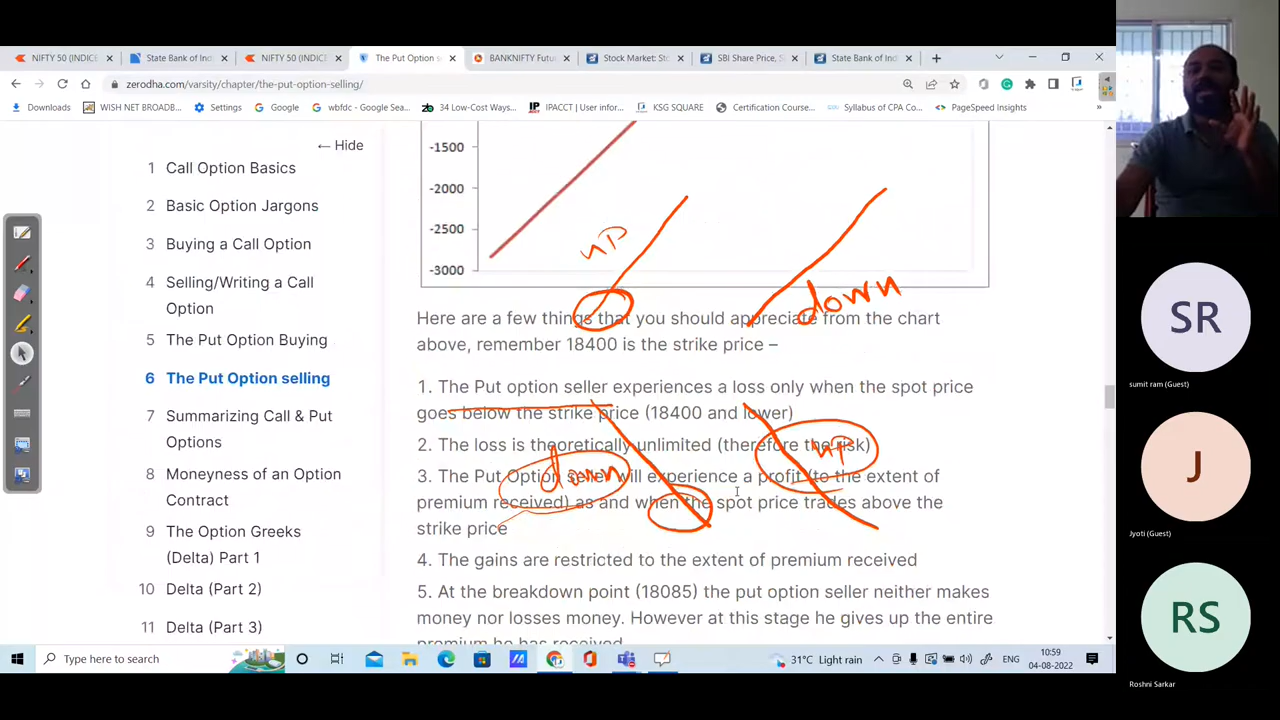 NIFTY 50 (INDICE
State Bank of Ind
NIFTY 50 (INDICE
The Put Option s
BANKNIFTY Futu
Stock Market: Sto
SBI Share Price, S
State Bank of Ind
zerodha.com/varsity/chapter/the-put-option-selling/
Downloads
WISH NET BROADB...
Settings
Google
wbfdc - Google Sea...
34 Low-Cost Ways...
IPACCT | User infor...
KSG SQUARE
Certification Course...
Syllabus of CPA Co...
PageSpeed Insights
»
← Hide
1 Call Option Basics
2 Basic Option Jargons
3 Buying a Call Option
4 Selling/Writing a Call
Option
5 The Put Option Buying
6 The Put Option selling
7 Summarizing Call & Put
Options
8 Moneyness of an Option
Contract
9 The Option Greeks
(Delta) Part 1
10 Delta (Part 2)
11 Delta (Part 3)
-1500
-2000
-2500
-3000
up
down
Here are a few things that you should appreciate from the chart
above, remember 18400 is the strike price –
1. The Put option seller experiences a loss only when the spot price
goes below the strike price (18400 and lower)
2. The loss is theoretically unlimited (therefore the risk)
3. The Put Option seller will experience a profit (to the extent of
premium received) as and when the spot price trades above the
strike price
down
up
4. The gains are restricted to the extent of premium received
5. At the breakdown point (18085) the put option seller neither makes
money nor losses money. However at this stage he gives up the entire
premium he has received
SR
sumit ram (Guest)
J
Jyoti (Guest)
RS
Roshni Sarkar
Type here to search
31°C Light rain
ENG
10:59
04-08-2022